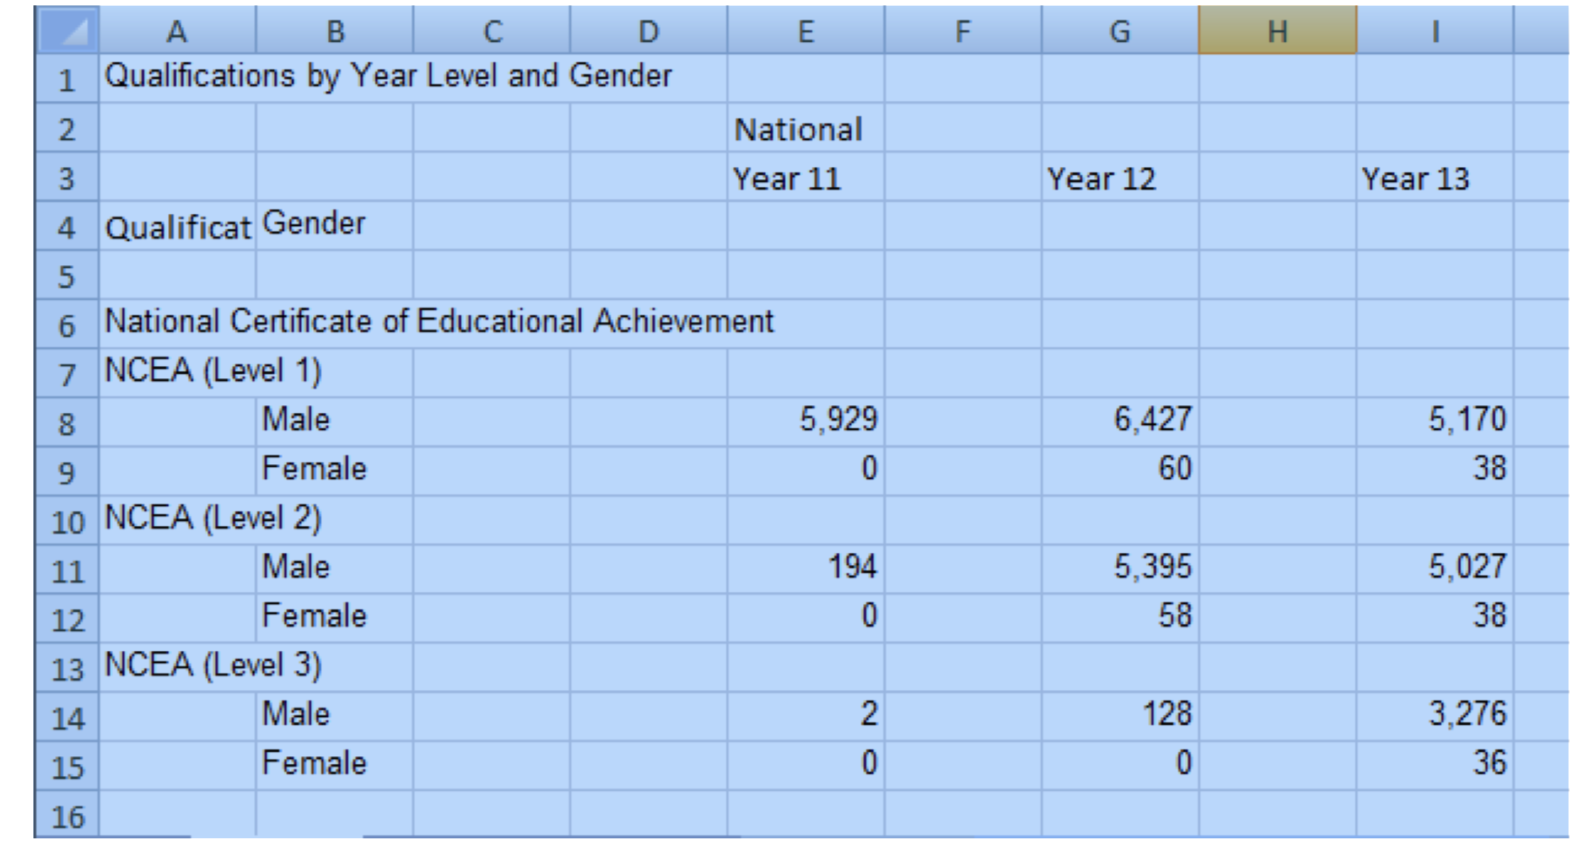 A B C D E F G H I
1 Qualifications by Year Level and Gender
2 National
3 Year 11 Year 12 Year 13
4 Qualificat Gender
5
6 National Certificate of Educational Achievement
7 NCEA (Level 1)
8 Male 5,929 6,427 5,170
9 Female 0 60 38
10 NCEA (Level 2)
11 Male 194 5,395 5,027
12 Female 0 58 38
13 NCEA (Level 3)
14 Male 2 128 3,276
15 Female 0 0 36
16